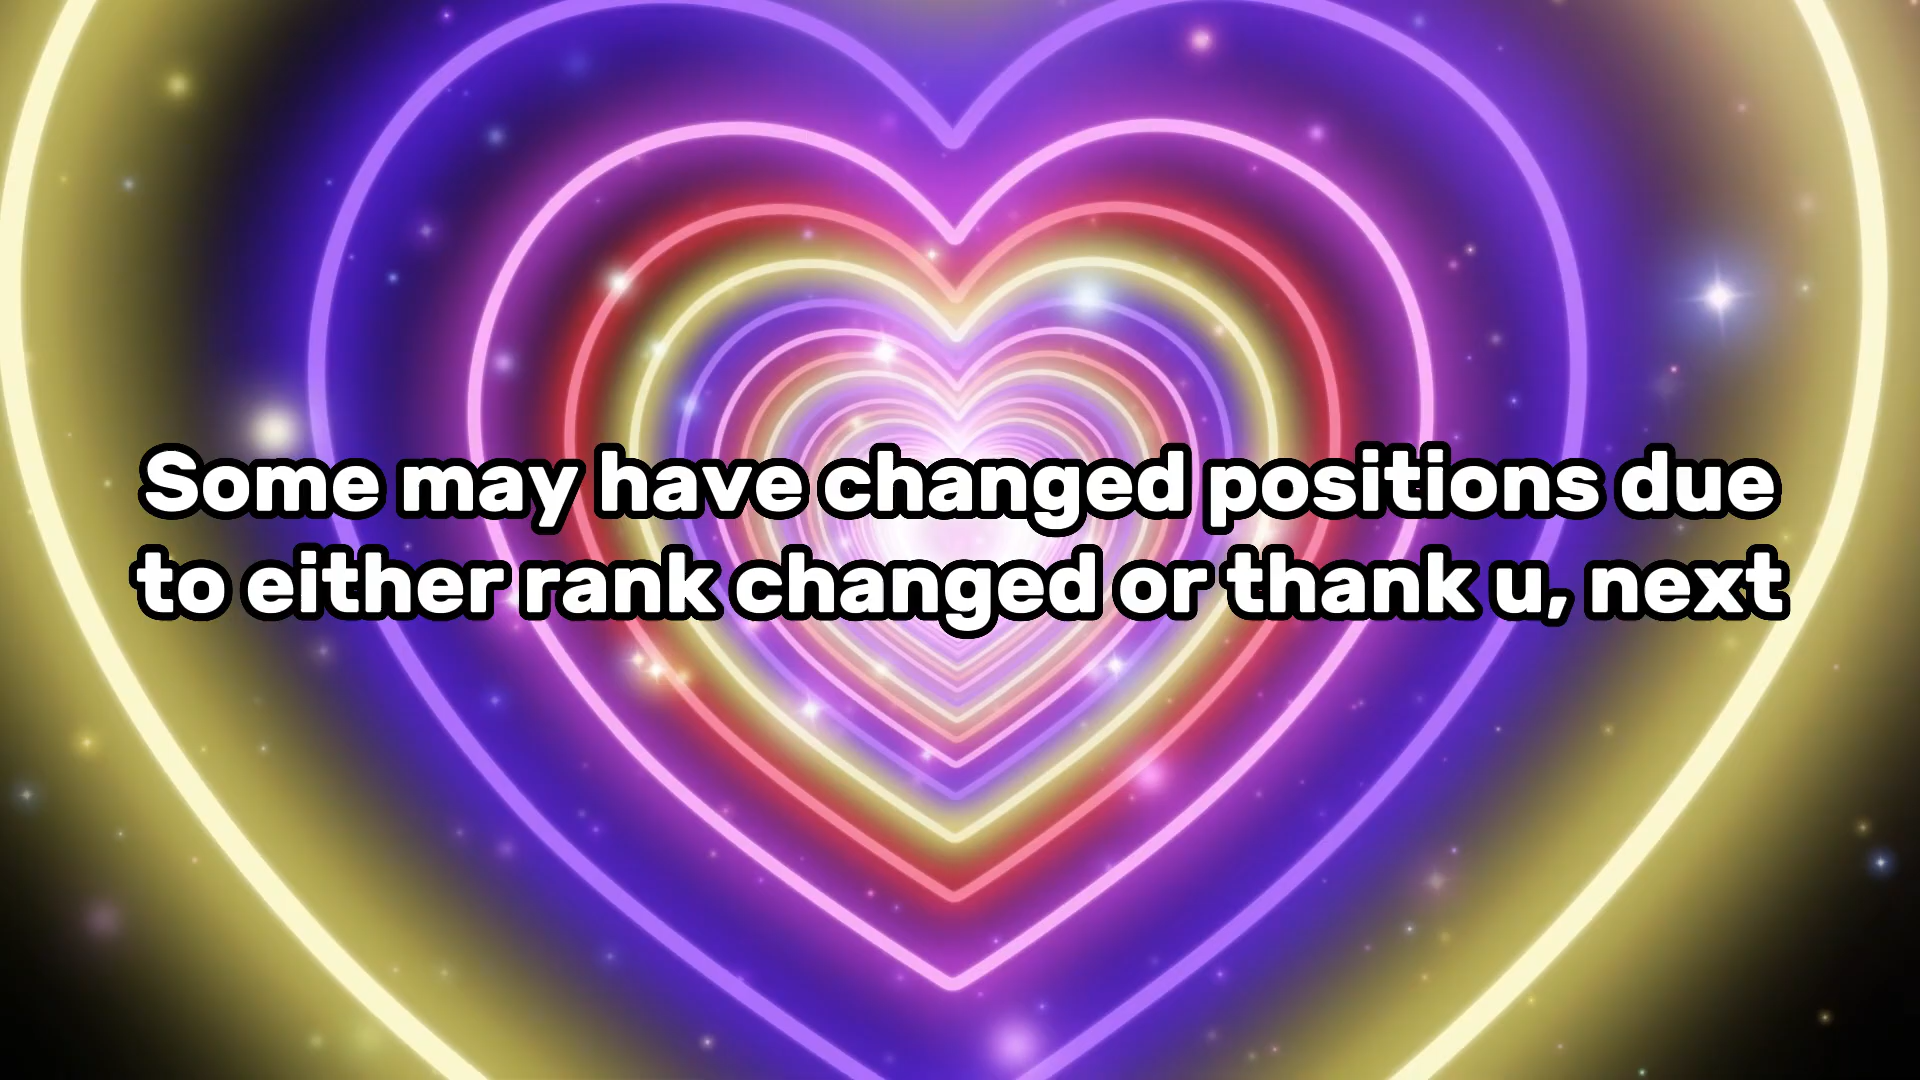 Some may have changed positions due
to either rank changed or thank u, next